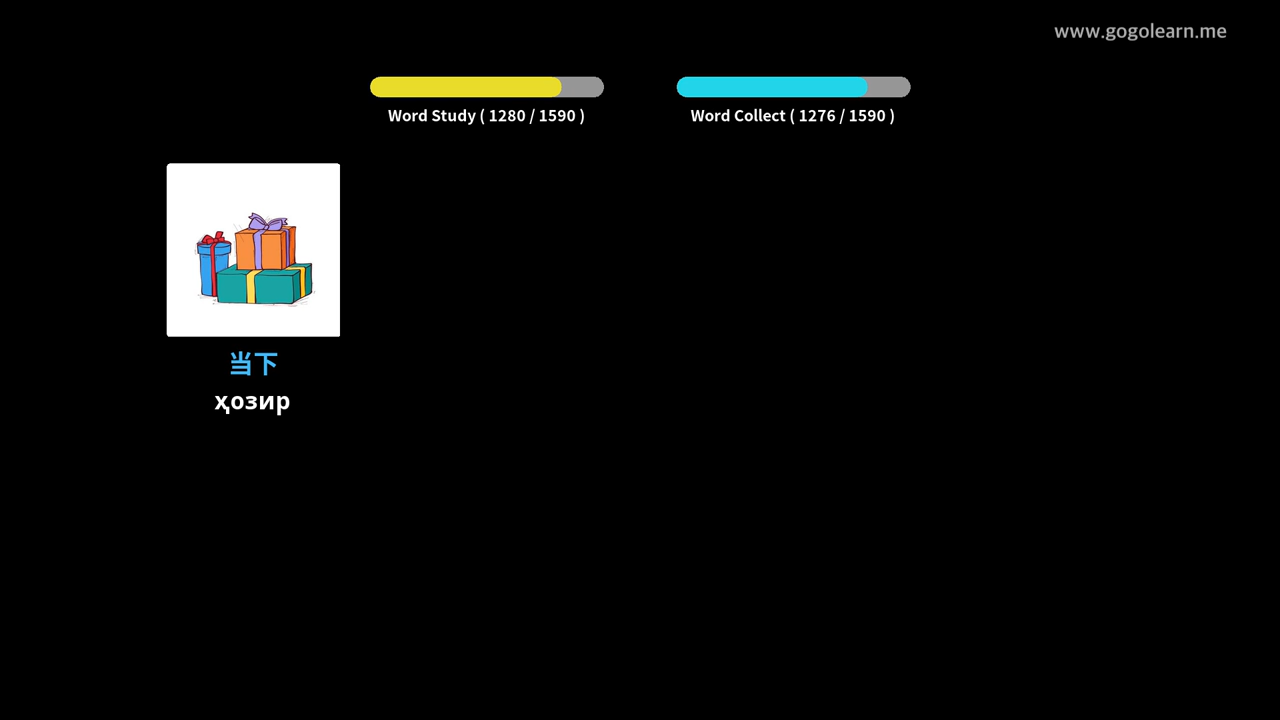 www.gogolearn.me
Word Study ( 1280 / 1590 )
Word Collect ( 1276 / 1590 )
当下
ҳозир